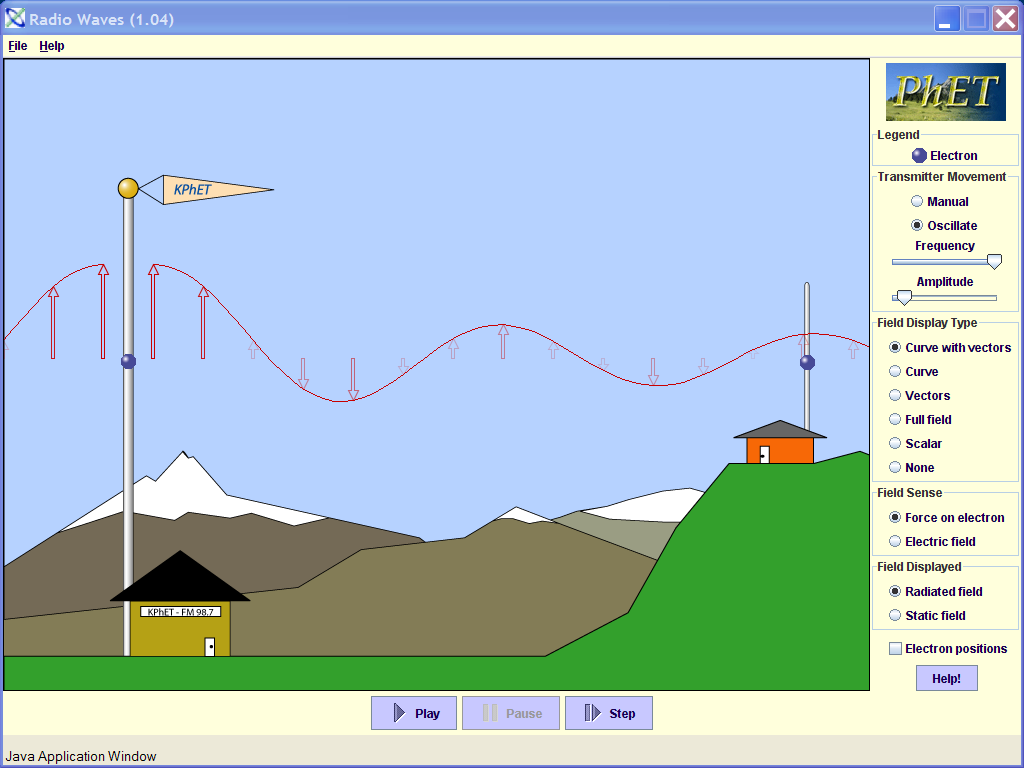 Radio Waves (1.04)
File Help
PhET
Legend
Electron
Transmitter Movement
Manual
Oscillate
Frequency
Amplitude
Field Display Type
Curve with vectors
Curve
Vectors
Full field
Scalar
None
Field Sense
Force on electron
Electric field
Field Displayed
Radiated field
Static field
Electron positions
Help!
KPhET
KPhET - FM 98.7
Play Pause Step
Java Application Window